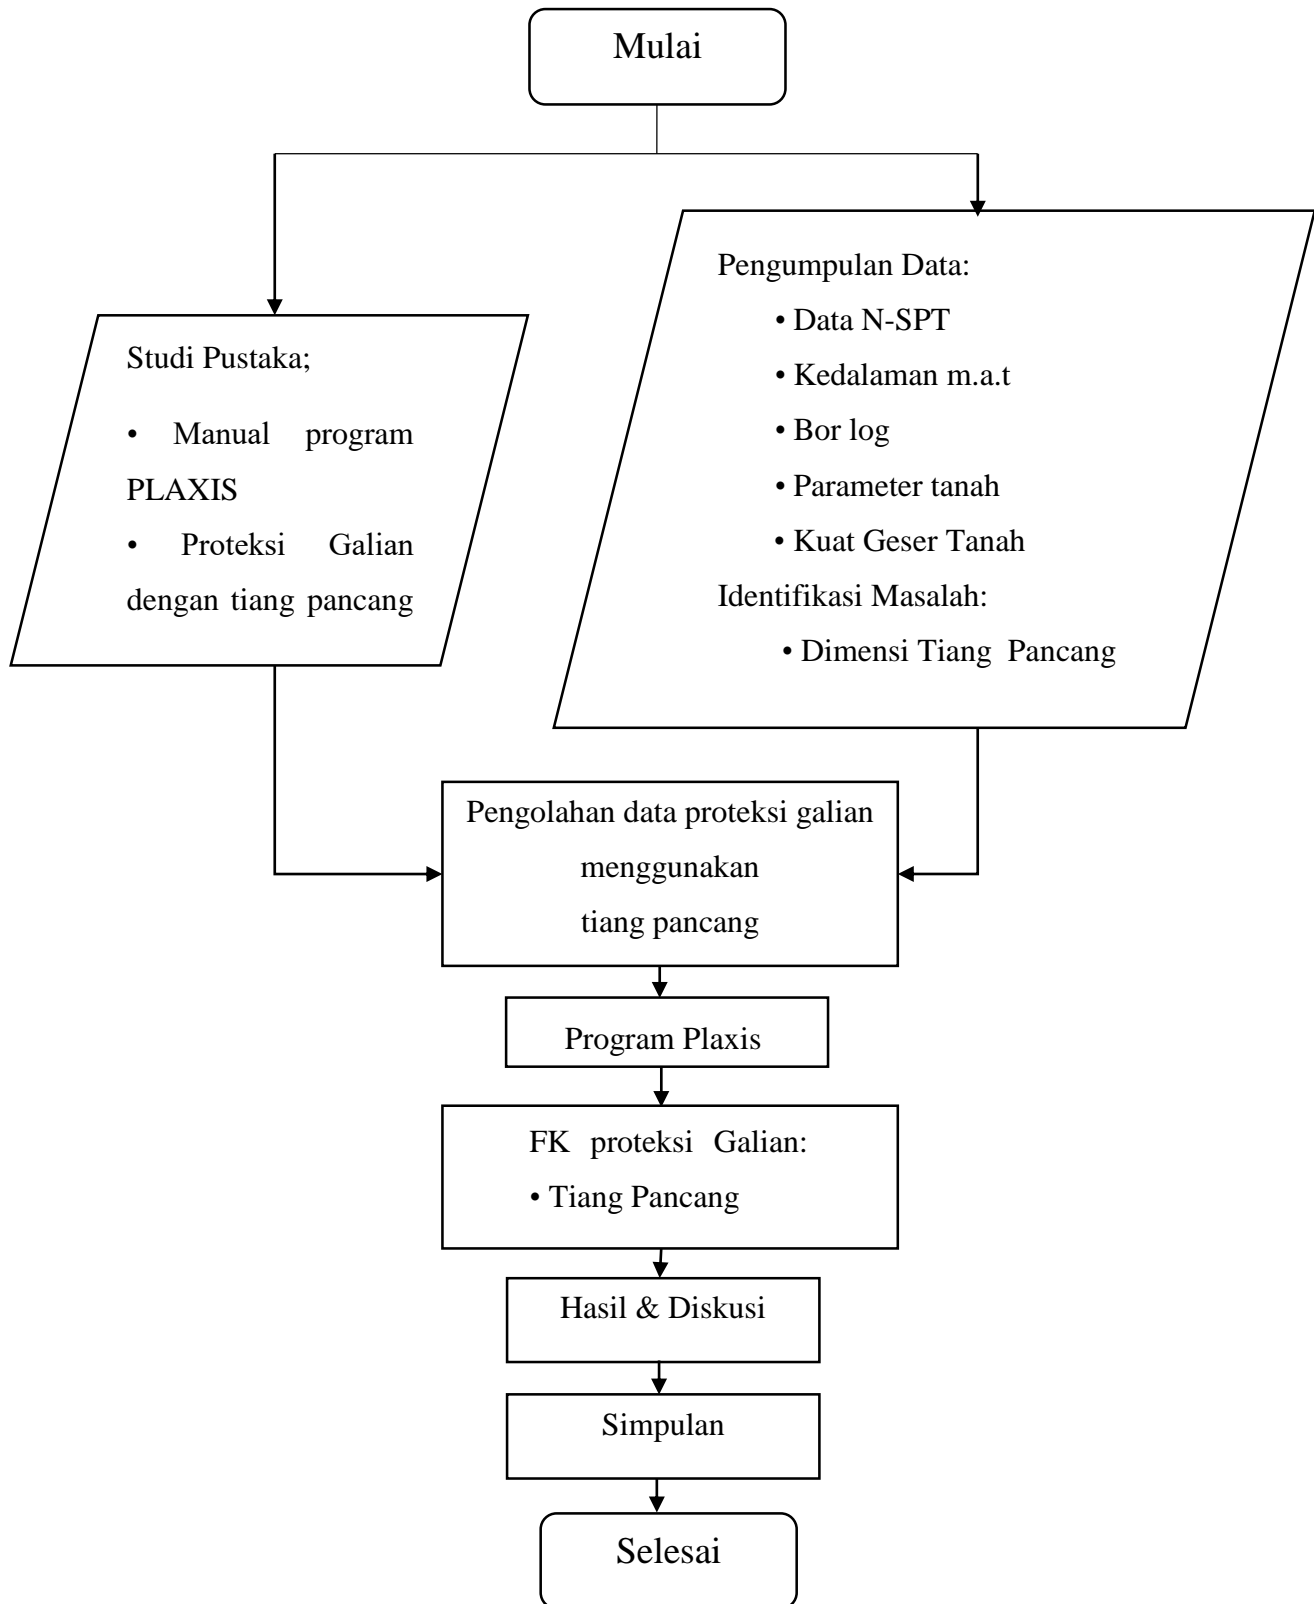 Mulai
Studi Pustaka;
• Manual program
PLAXIS
• Proteksi Galian
dengan tiang pancang
Pengumpulan Data:
• Data N-SPT
• Kedalaman m.a.t
• Bor log
• Parameter tanah
• Kuat Geser Tanah
Identifikasi Masalah:
• Dimensi Tiang Pancang
Pengolahan data proteksi galian
menggunakan
tiang pancang
Program Plaxis
FK proteksi Galian:
• Tiang Pancang
Hasil & Diskusi
Simpulan
Selesai